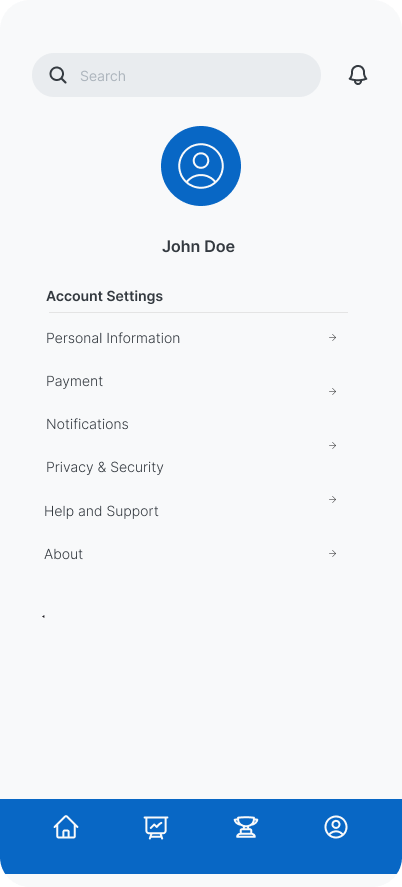 Search
John Doe
Account Settings
Personal Information
Payment
Notifications
Privacy & Security
Help and Support
About